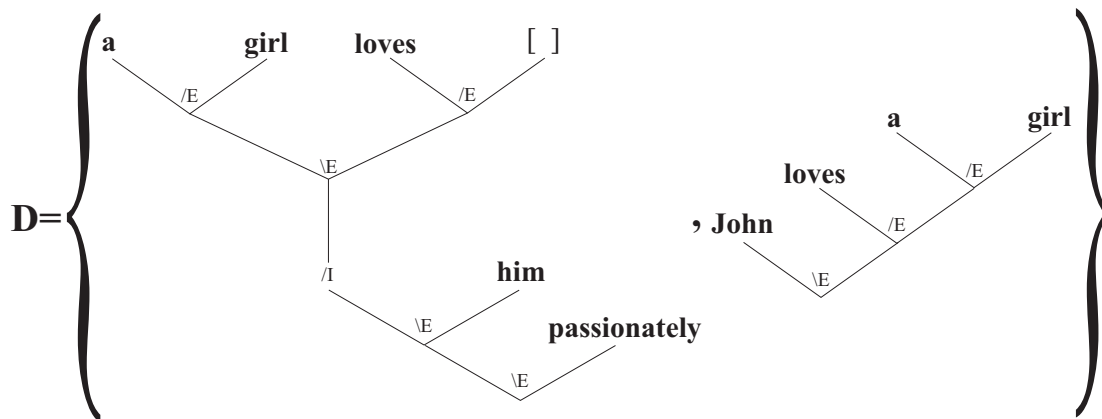 a girl loves [ ]
/E /E
a girl
\E
/E
loves
D=
/E
, John
/I him
\E
\E
passionately
\E